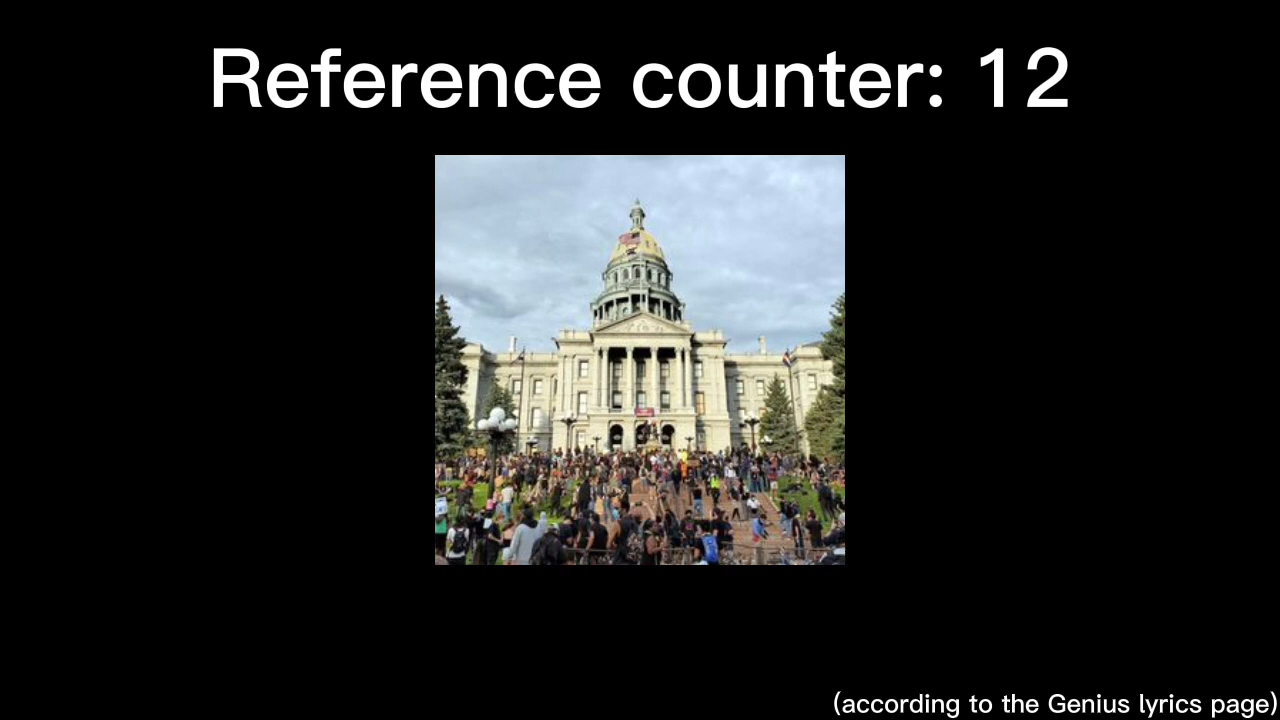 Reference counter: 12
(according to the Genius lyrics page)